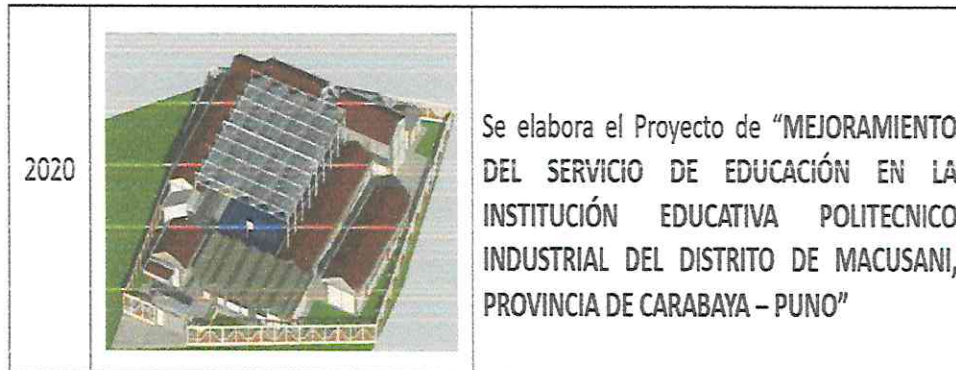 2020
Se elabora el Proyecto de “MEJORAMIENTO
DEL SERVICIO DE EDUCACIÓN EN LA
INSTITUCIÓN EDUCATIVA POLITECNICO
INDUSTRIAL DEL DISTRITO DE MACUSANI,
PROVINCIA DE CARABAYA – PUNO”